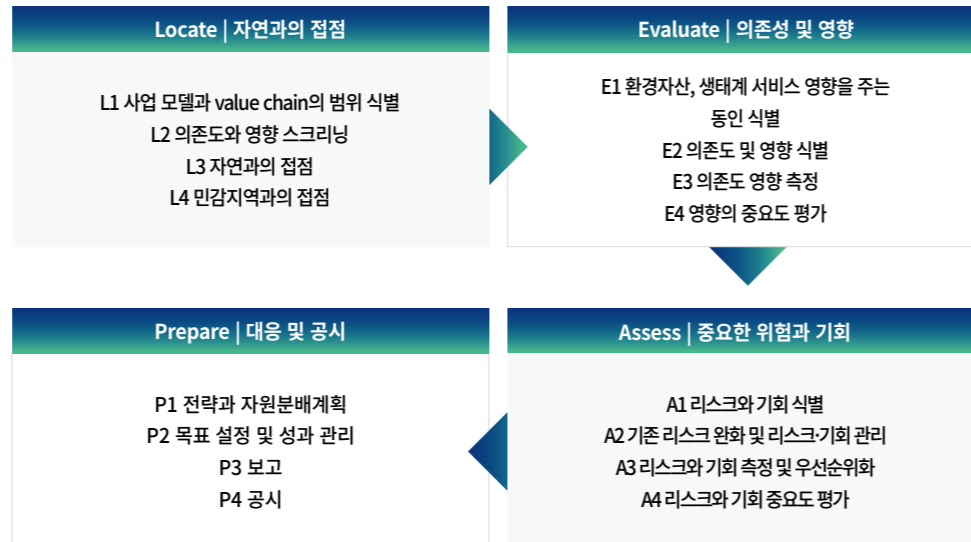 Locate | 자연과의 접점
L1 사업 모델과 value chain의 범위 식별
L2 의존도와 영향 스크리닝
L3 자연과의 접점
L4 민감지역과의 접점
Evaluate | 의존성 및 영향
E1 환경자산, 생태계 서비스 영향을 주는
동인 식별
E2 의존도 및 영향 식별
E3 의존도 영향 측정
E4 영향의 중요도 평가
Prepare | 대응 및 공시
P1 전략과 자원분배계획
P2 목표 설정 및 성과 관리
P3 보고
P4 공시
Assess | 중요한 위험과 기회
A1 리스크와 기회 식별
A2 기존 리스크 완화 및 리스크·기회 관리
A3 리스크와 기회 측정 및 우선순위화
A4 리스크와 기회 중요도 평가